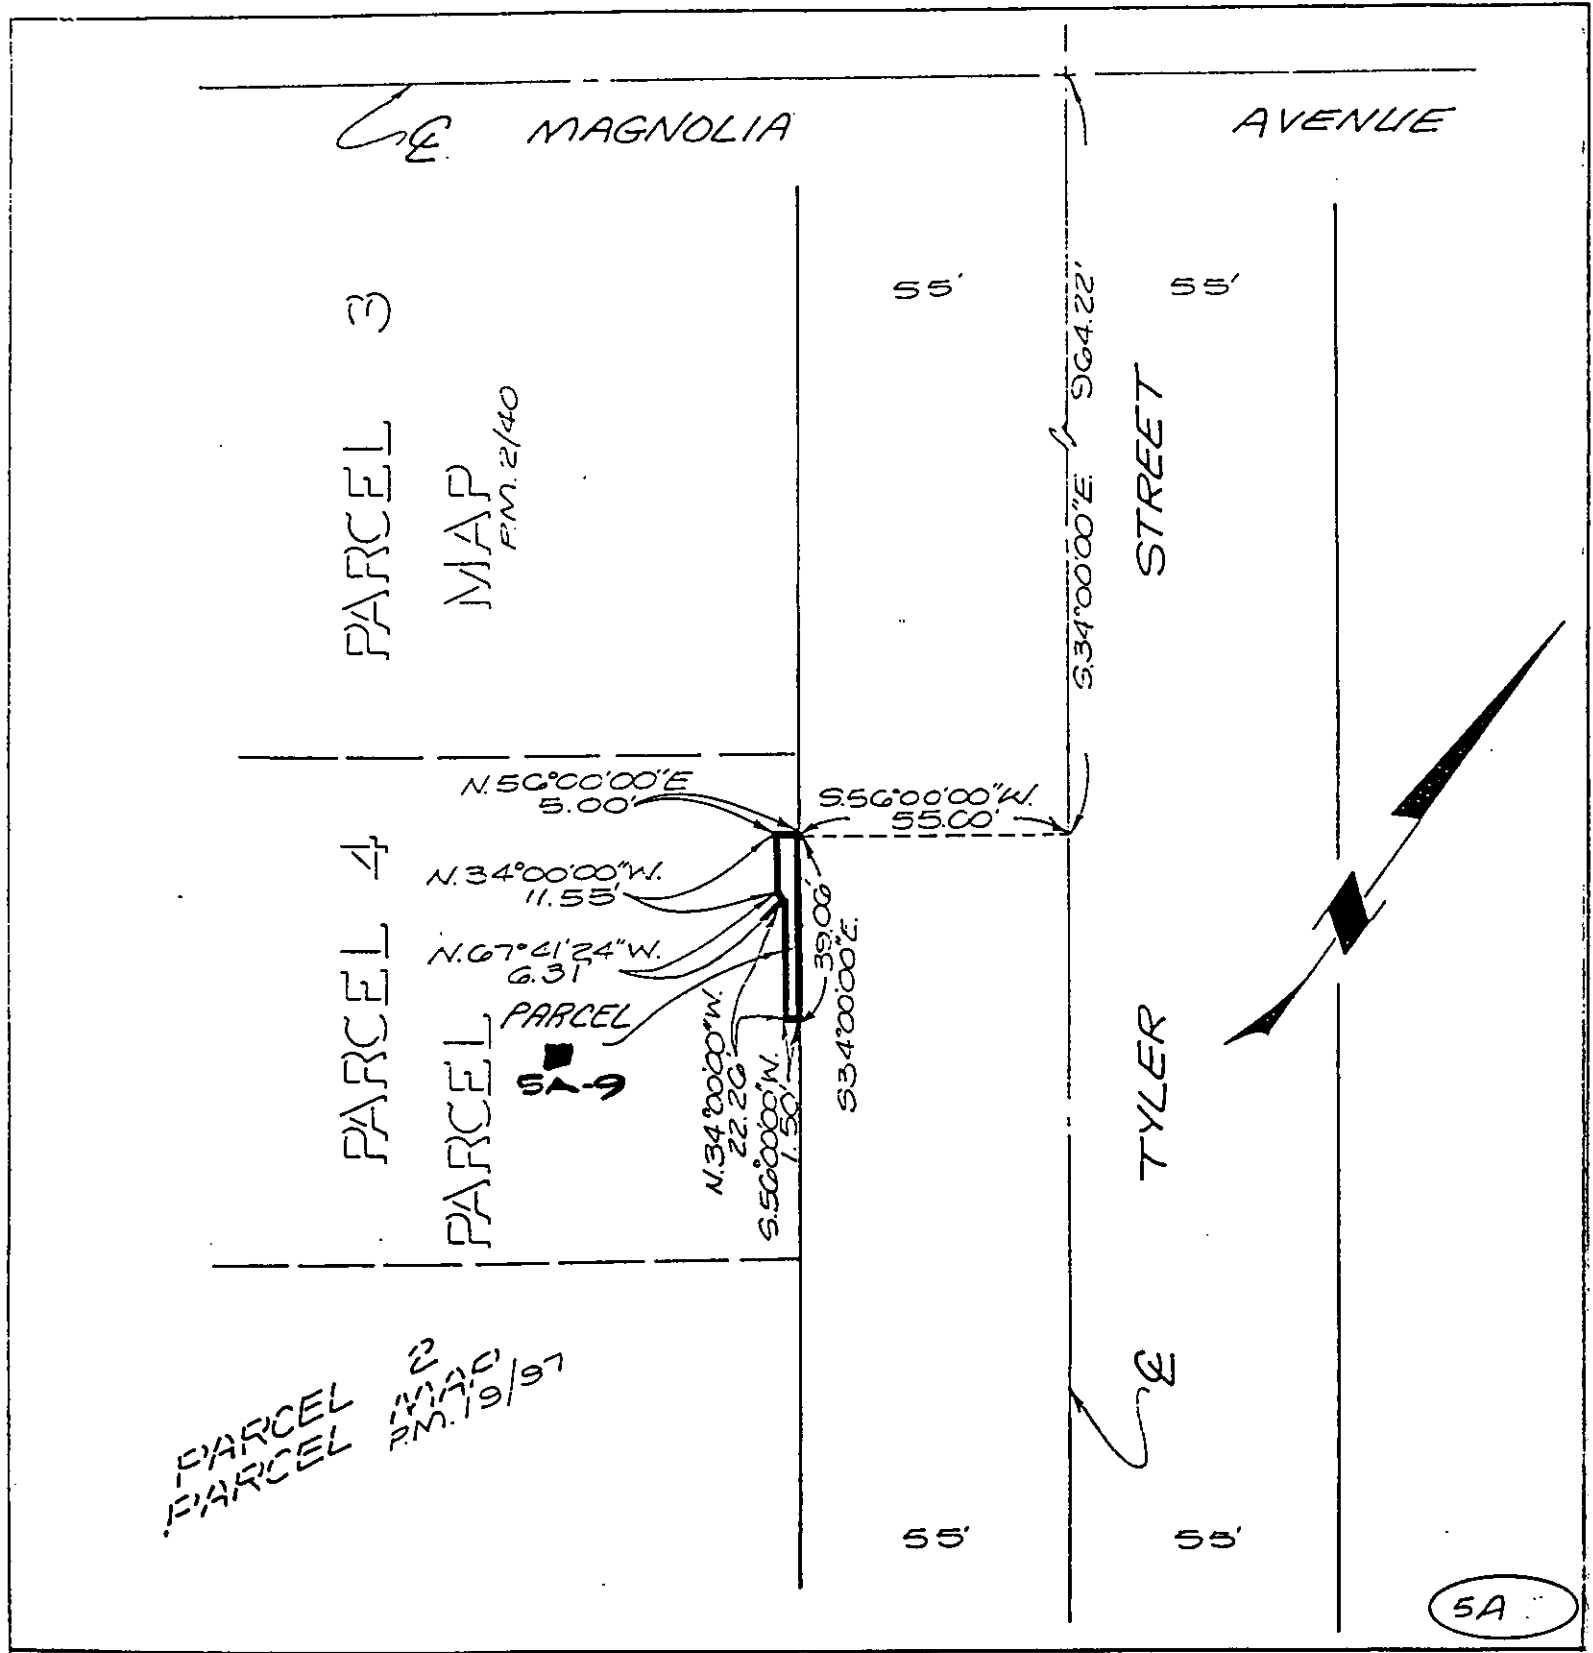 ℄ MAGNOLIA AVENUE
55' 55'
S.34°00'00"E 964.22'
PARCEL 3
MAP
P.M. 2/40
STREET
N.56°00'00"E
5.00'
S.56°00'00"W.
55.00'
N.34°00'00"W.
11.55'
N.67°41'24"W.
6.31'
PARCEL
5A-9
39.06'
S34°00'00"E.
N.34°00'00"W.
22.26'
S.56°00'00"W.
1.50'
PARCEL 4
PARCEL
TYLER
℄
PARCEL 2
PARCEL MAP
P.M. 19/97
55' 55'
5A